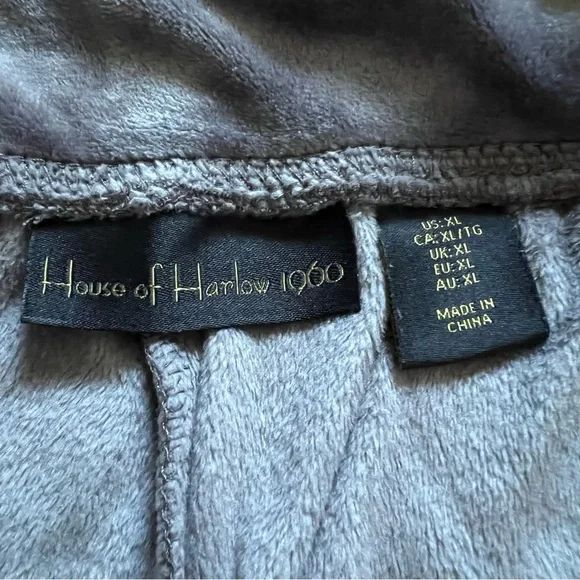 House of Harlow 1960
US: XL
CA: XL/TG
UK: XL
EU: XL
AU: XL
MADE IN
CHINA